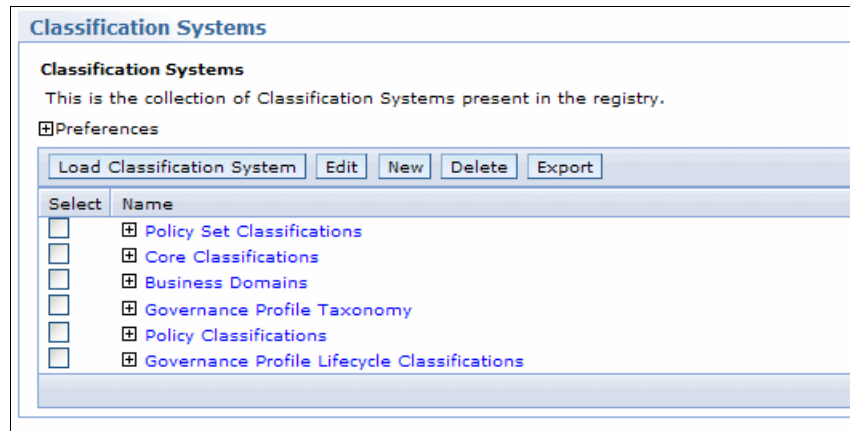 Classification Systems
Classification Systems
This is the collection of Classification Systems present in the registry.
Preferences
Load Classification System Edit New Delete Export
Select Name
Policy Set Classifications
Core Classifications
Business Domains
Governance Profile Taxonomy
Policy Classifications
Governance Profile Lifecycle Classifications